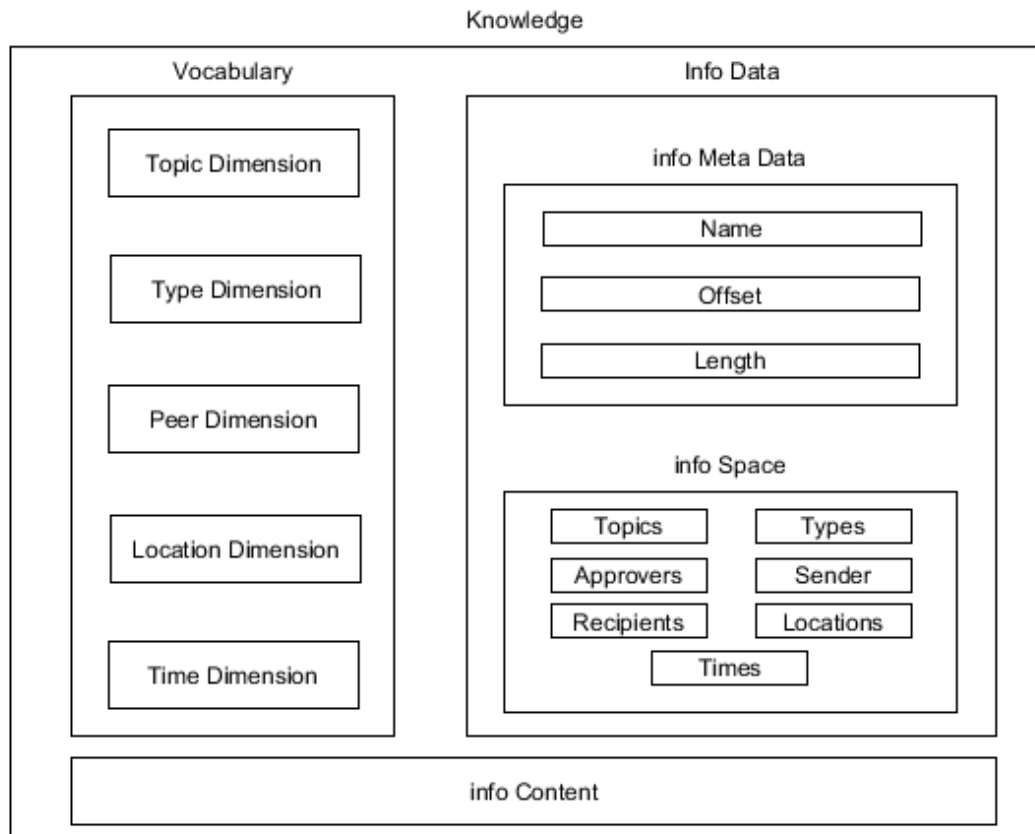 Knowledge
Vocabulary
Topic Dimension
Type Dimension
Peer Dimension
Location Dimension
Time Dimension
Info Data
info Meta Data
Name
Offset
Length
info Space
Topics
Types
Approvers
Sender
Recipients
Locations
Times
info Content